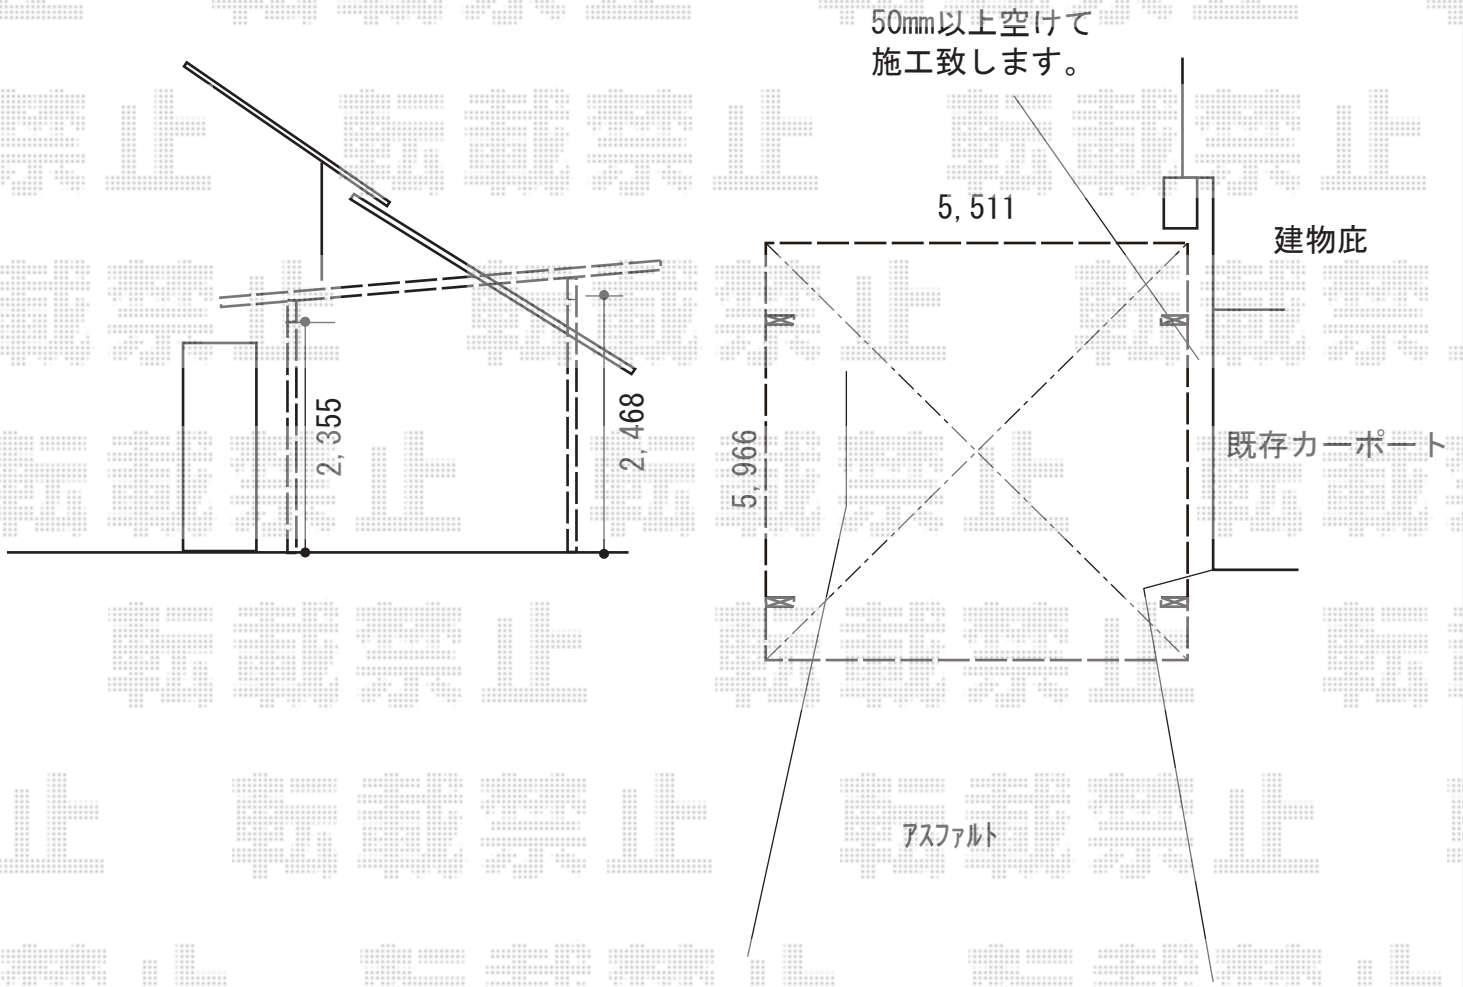 50mm以上空けて
施工致します。
5,511
建物庇
2,355
2,468
5,966
既存カーポート
アスファルト
転載禁止